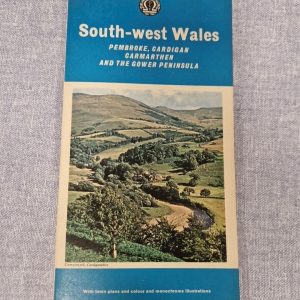 South-west Wales
PEMBROKE, CARDIGAN
CARMARTHEN
AND THE GOWER PENINSULA
With town plans and colour and monochrome illustrations